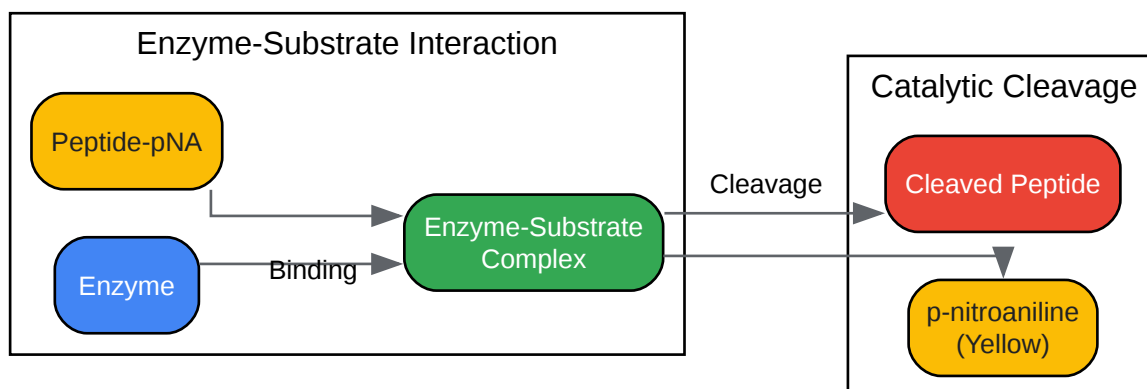 Enzyme-Substrate Interaction
Peptide-pNA
Enzyme
Binding
Enzyme-Substrate
Complex
Cleavage
Catalytic Cleavage
Cleaved Peptide
p-nitroaniline
(Yellow)